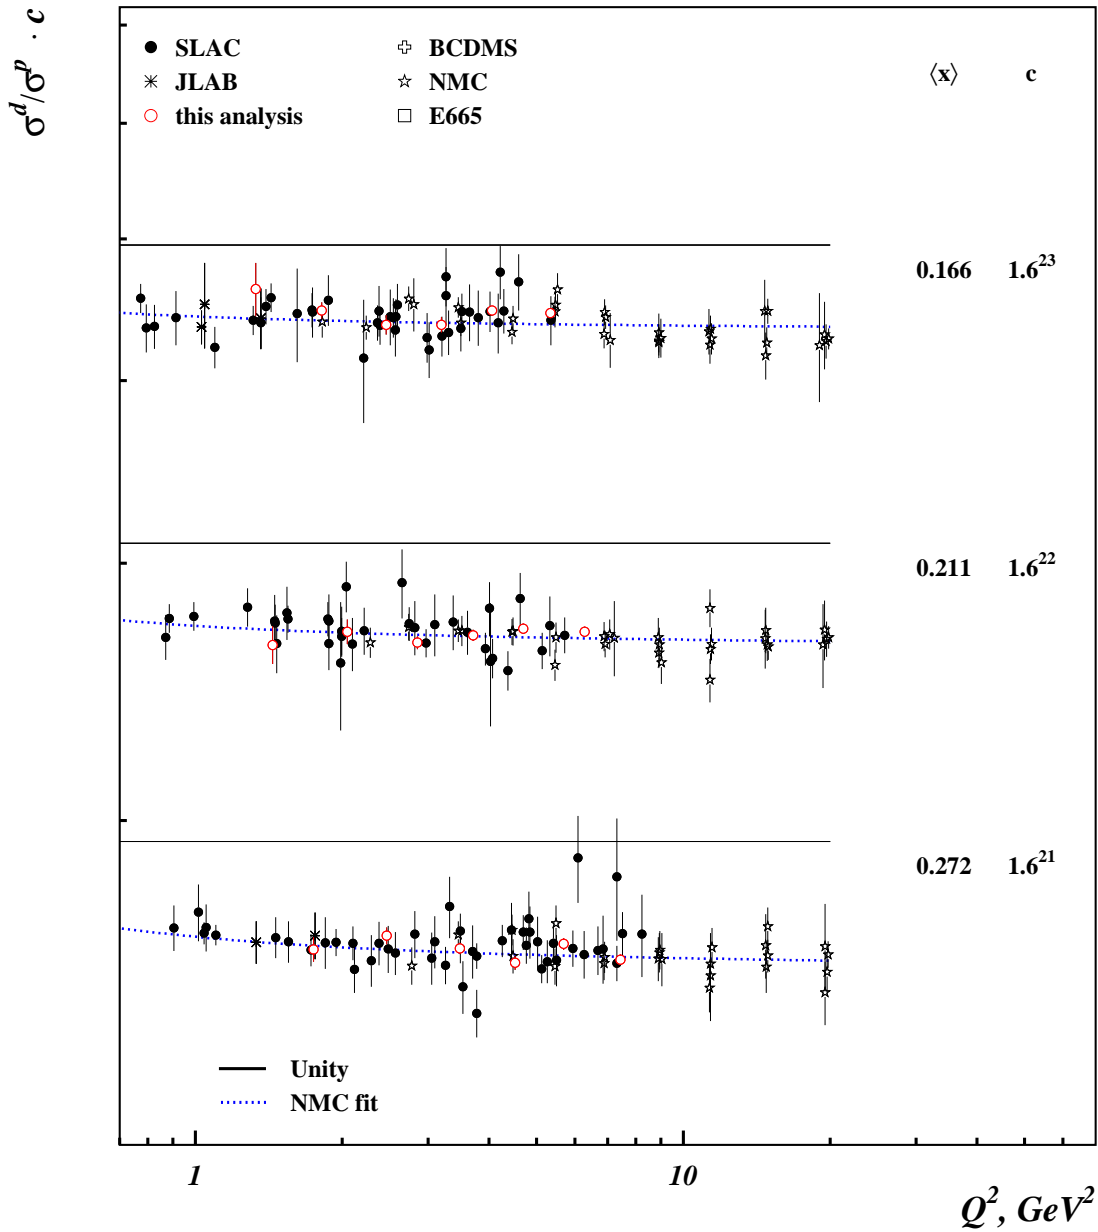 σ^d/σ^p · c
SLAC BCDMS
JLAB NMC
this analysis E665
⟨x⟩ c
0.166 1.6^23
0.211 1.6^22
0.272 1.6^21
Unity
NMC fit
1 10
Q^2, GeV^2